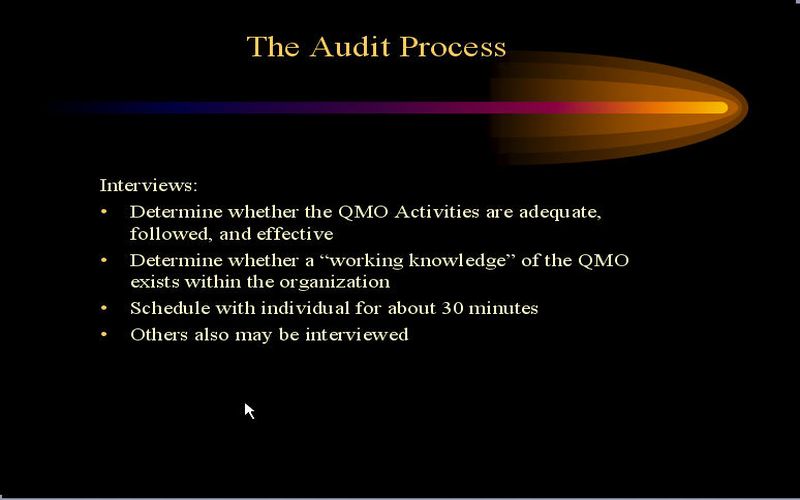 The Audit Process
Interviews:
• Determine whether the QMO Activities are adequate,
followed, and effective
• Determine whether a “working knowledge” of the QMO
exists within the organization
• Schedule with individual for about 30 minutes
• Others also may be interviewed